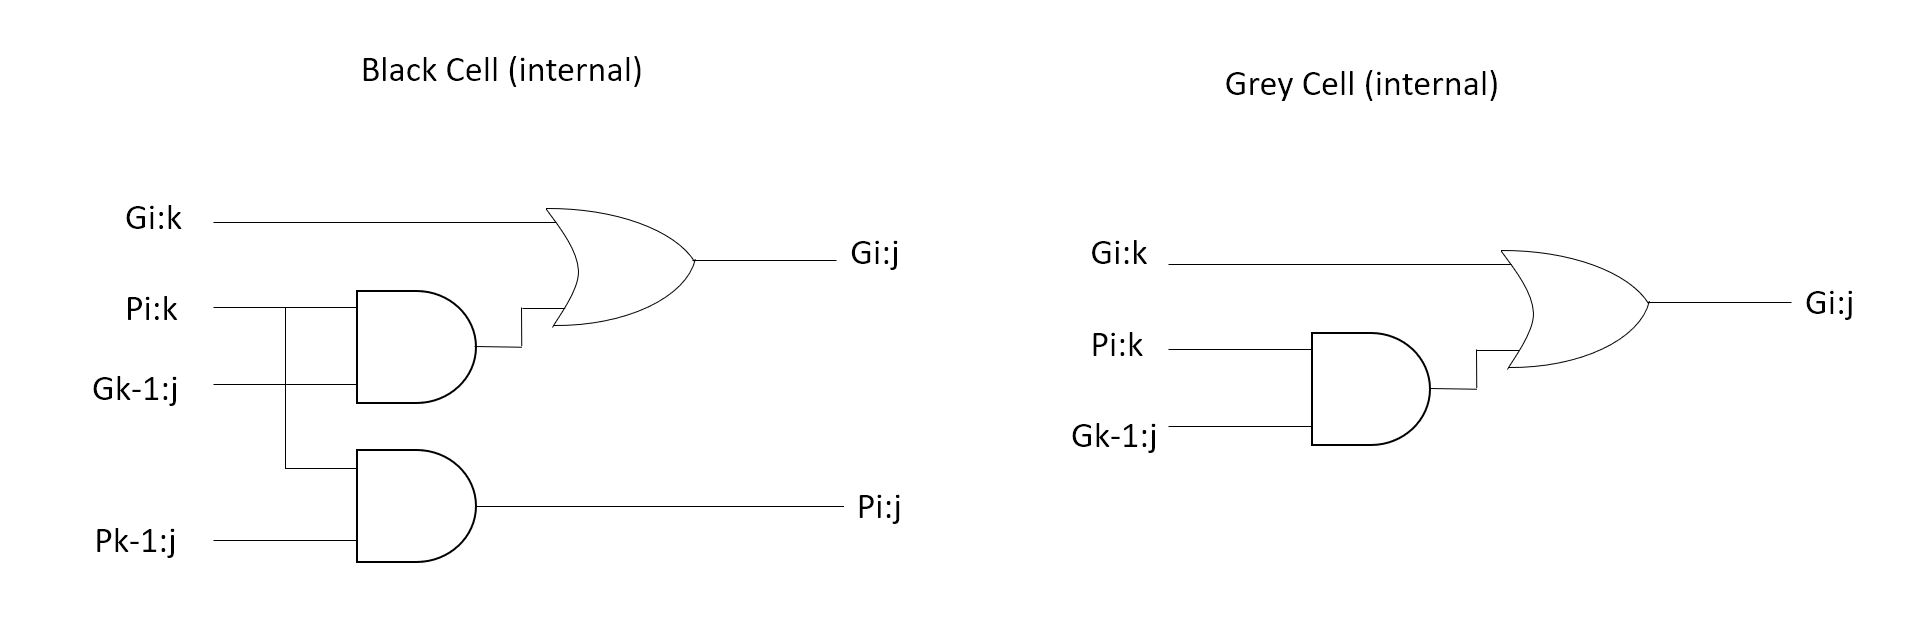 Black Cell (internal)
Gi:k
Pi:k
Gk-1:j
Pk-1:j
Gi:j
Pi:j
Grey Cell (internal)
Gi:k
Pi:k
Gk-1:j
Gi:j